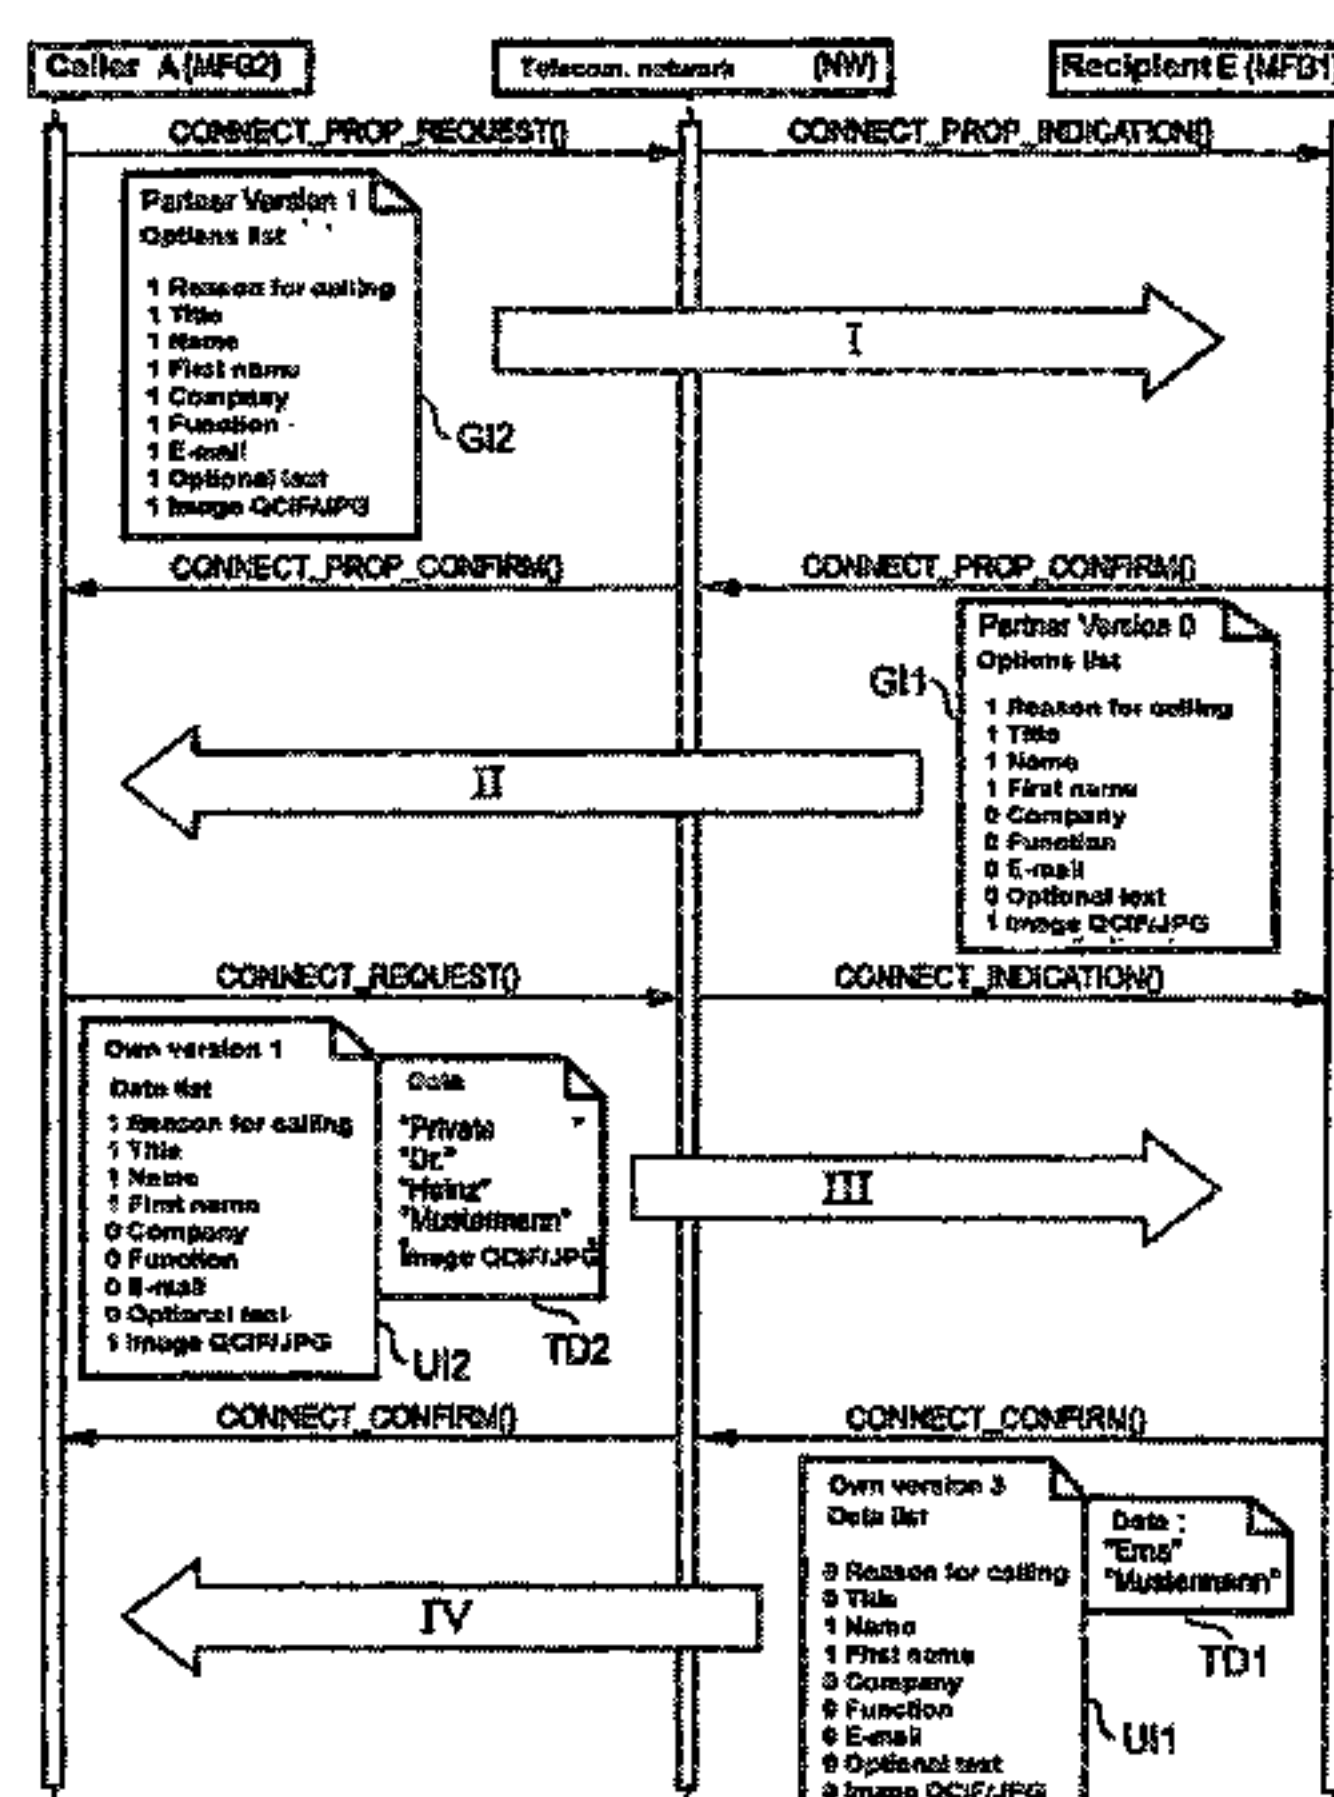 Caller A (MFG2)
Telecom. network (NW)
Recipient E (MFG1)
CONNECT_PROP_REQUEST()
CONNECT_PROP_INDICATION()
Partner Version 1
Options list
1 Reason for calling
1 Title
1 Name
1 First name
1 Company
1 Function
1 E-mail
1 Optional text
1 Image QCIF/JPG
GI2
I
CONNECT_PROP_CONFIRM()
CONNECT_PROP_CONFIRM()
Partner Version 0
Options list
1 Reason for calling
1 Title
1 Name
1 First name
0 Company
0 Function
0 E-mail
0 Optional text
1 Image QCIF/JPG
GI1
II
CONNECT_REQUEST()
CONNECT_INDICATION()
Own version 1
Data list
1 Reason for calling
1 Title
1 Name
1 First name
0 Company
0 Function
0 E-mail
0 Optional text
1 Image QCIF/JPG
UI2
Data
"Private "
"Dr."
"Heinz"
"Mustermann"
Image QCIF/JPG
TD2
III
CONNECT_CONFIRM()
CONNECT_CONFIRM()
Own version 3
Data list
0 Reason for calling
0 Title
1 Name
1 First name
0 Company
0 Function
0 E-mail
0 Optional text
0 Image QCIF/JPG
UI1
Data :
"Erna"
"Mustermann"
TD1
IV